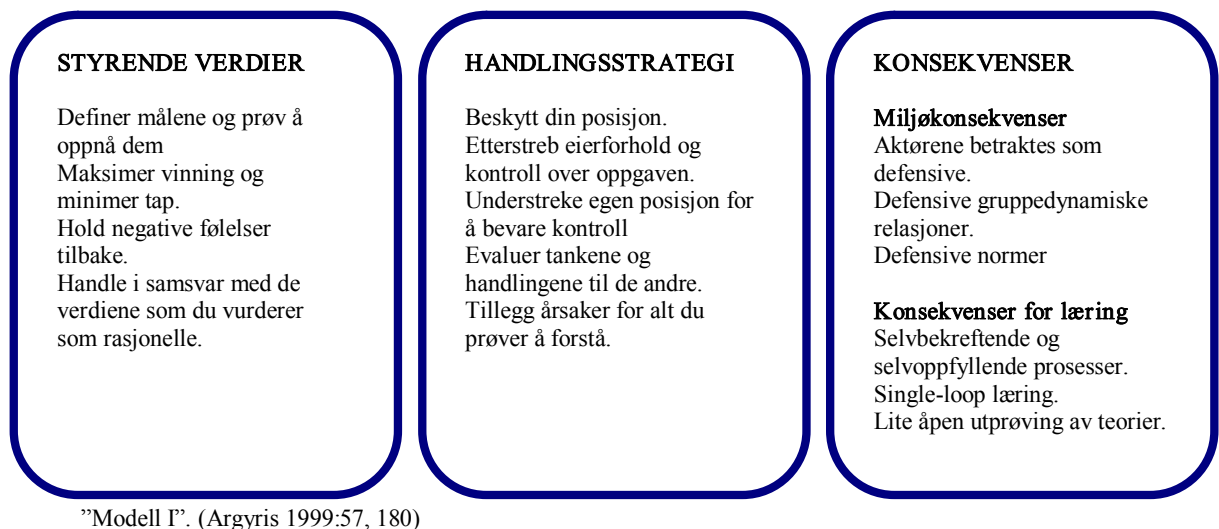 STYRENDE VERDIER
Definer målene og prøv å
oppnå dem
Maksimer vinning og
minimer tap.
Hold negative følelser
tilbake.
Handle i samsvar med de
verdiene som du vurderer
som rasjonelle.
HANDLINGSSTRATEGI
Beskytt din posisjon.
Etterstreb eierforhold og
kontroll over oppgaven.
Understreke egen posisjon for
å bevare kontroll
Evaluer tankene og
handlingene til de andre.
Tillegg årsaker for alt du
prøver å forstå.
KONSEKVENSER
Miljøkonsekvenser
Aktørene betraktes som
defensive.
Defensive gruppedynamiske
relasjoner.
Defensive normer
Konsekvenser for læring
Selvbekreftende og
selvoppfyllende prosesser.
Single-loop læring.
Lite åpen utprøving av teorier.
”Modell I”. (Argyris 1999:57, 180)